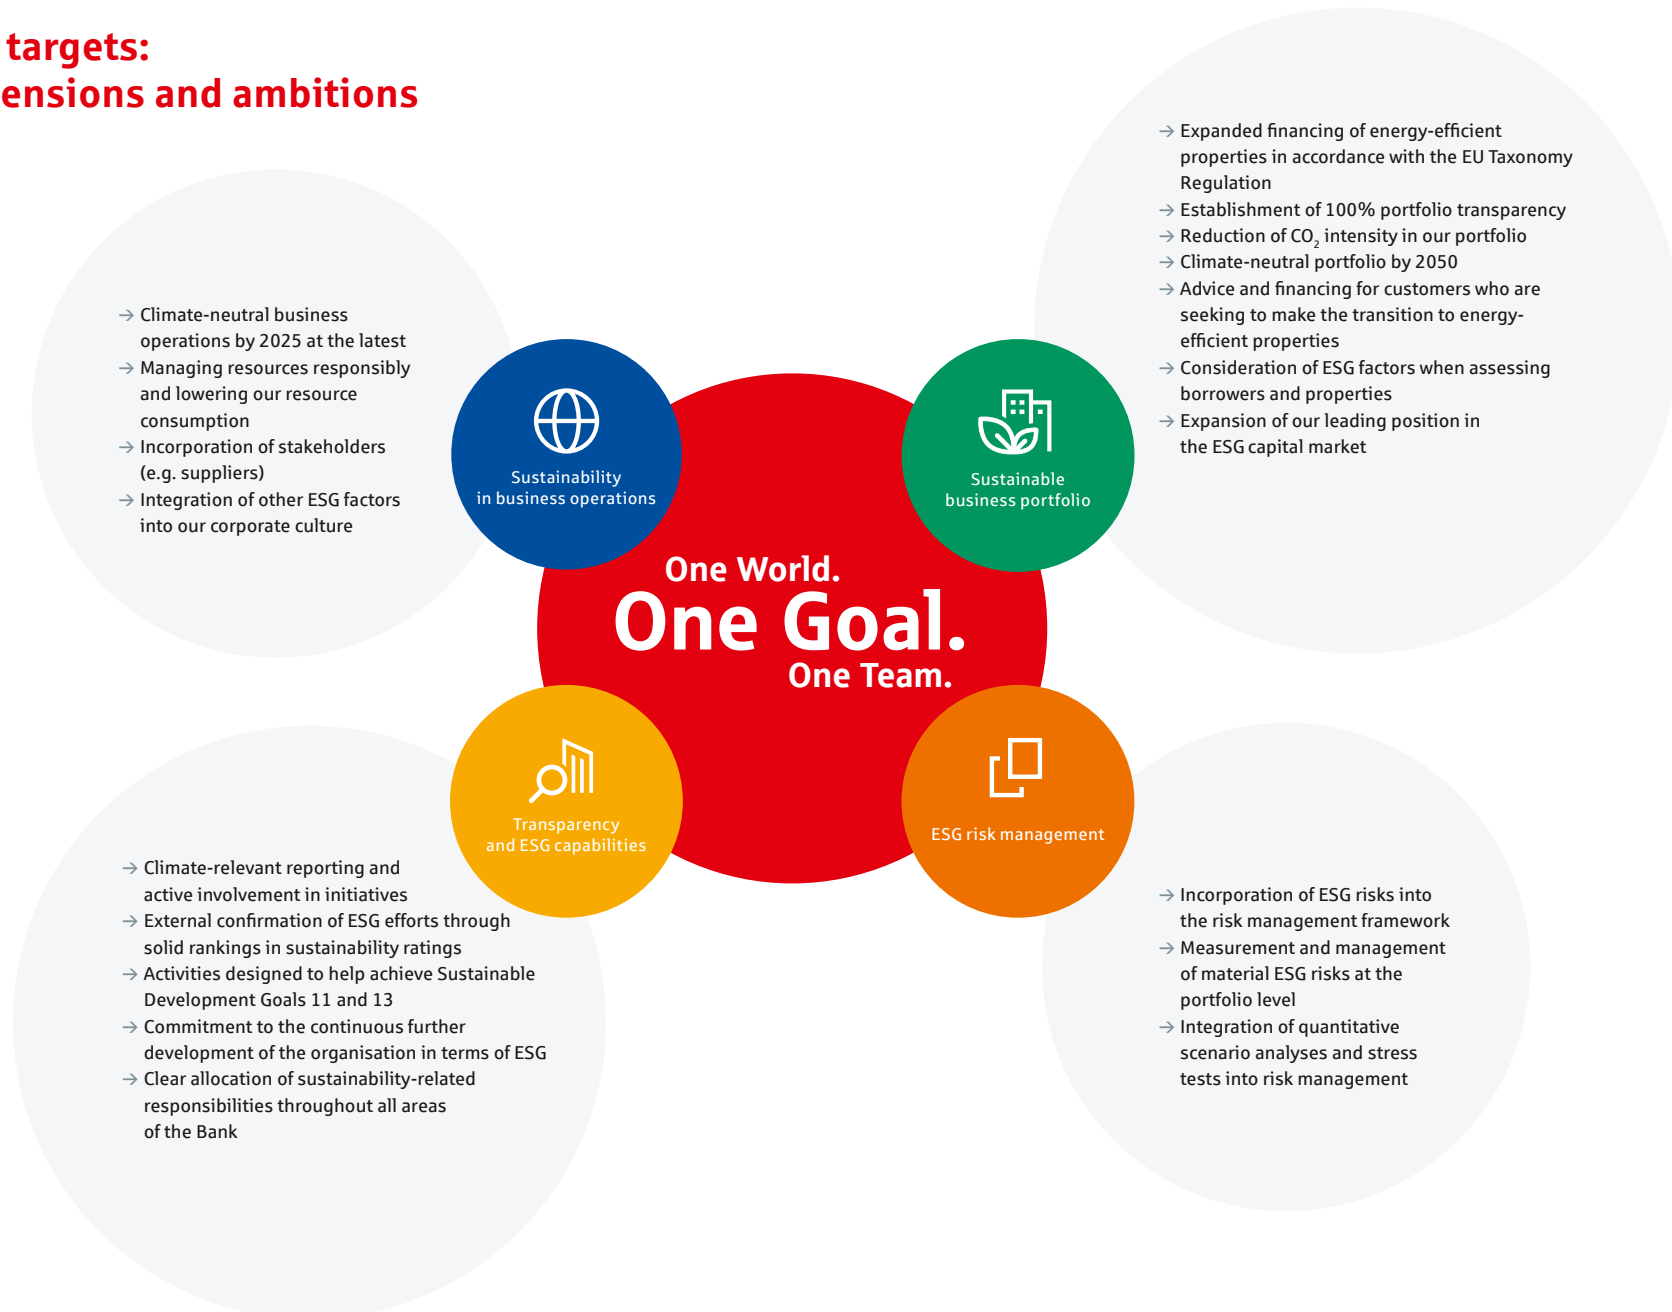 targets:
ensions and ambitions
→ Climate-neutral business
operations by 2025 at the latest
→ Managing resources responsibly
and lowering our resource
consumption
→ Incorporation of stakeholders
(e.g. suppliers)
→ Integration of other ESG factors
into our corporate culture
Sustainability
in business operations
→ Expanded financing of energy-efficient
properties in accordance with the EU Taxonomy
Regulation
→ Establishment of 100% portfolio transparency
→ Reduction of CO₂ intensity in our portfolio
→ Climate-neutral portfolio by 2050
→ Advice and financing for customers who are
seeking to make the transition to energy-
efficient properties
→ Consideration of ESG factors when assessing
borrowers and properties
→ Expansion of our leading position in
the ESG capital market
Sustainable
business portfolio
One World.
One Goal.
One Team.
Transparency
and ESG capabilities
→ Climate-relevant reporting and
active involvement in initiatives
→ External confirmation of ESG efforts through
solid rankings in sustainability ratings
→ Activities designed to help achieve Sustainable
Development Goals 11 and 13
→ Commitment to the continuous further
development of the organisation in terms of ESG
→ Clear allocation of sustainability-related
responsibilities throughout all areas
of the Bank
ESG risk management
→ Incorporation of ESG risks into
the risk management framework
→ Measurement and management
of material ESG risks at the
portfolio level
→ Integration of quantitative
scenario analyses and stress
tests into risk management